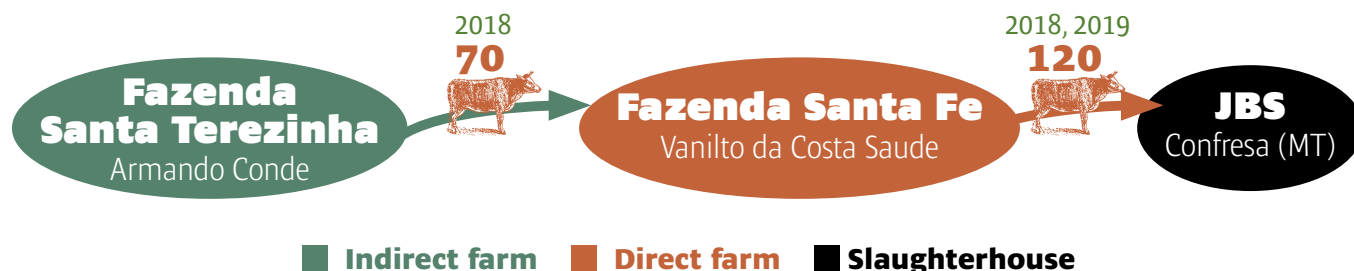 2018
70
2018, 2019
120
Fazenda
Santa Terezinha
Armando Conde
Fazenda Santa Fe
Vanilto da Costa Saude
JBS
Confresa (MT)
Indirect farm
Direct farm
Slaughterhouse